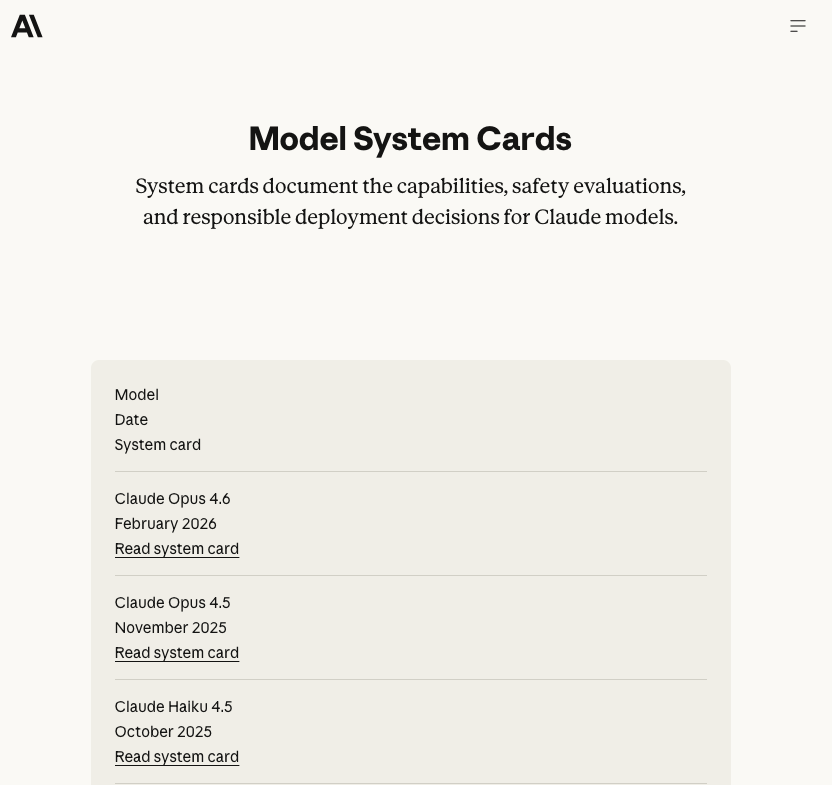 Model System Cards
System cards document the capabilities, safety evaluations,
and responsible deployment decisions for Claude models.
Model
Date
System card
Claude Opus 4.6
February 2026
Read system card
Claude Opus 4.5
November 2025
Read system card
Claude Haiku 4.5
October 2025
Read system card